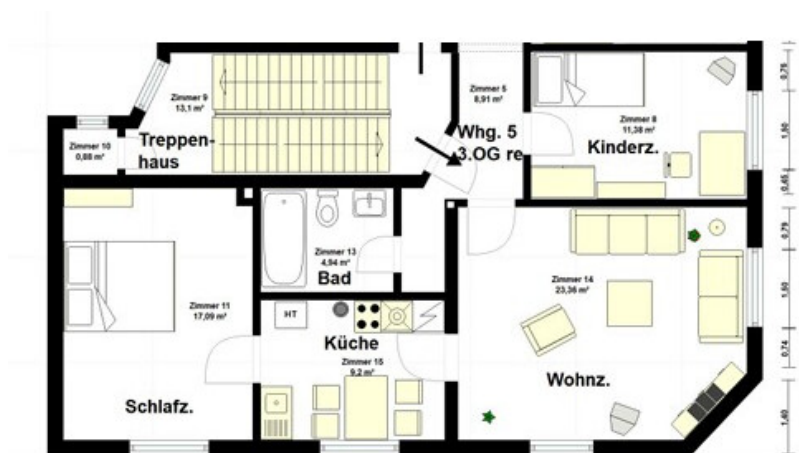 Zimmer 9
13,1 m²
Treppen-
haus
Zimmer 10
0,88 m²
Zimmer 5
8,91 m²
Whg. 5
3.OG re
Zimmer 8
11,38 m²
Kinderz.
Zimmer 13
4,94 m²
Bad
Zimmer 11
17,09 m²
Schlafz.
HT
Küche
Zimmer 15
9,2 m²
Zimmer 14
23,36 m²
Wohnz.
0,76
1,50
0,65
0,79
1,50
0,74
1,40